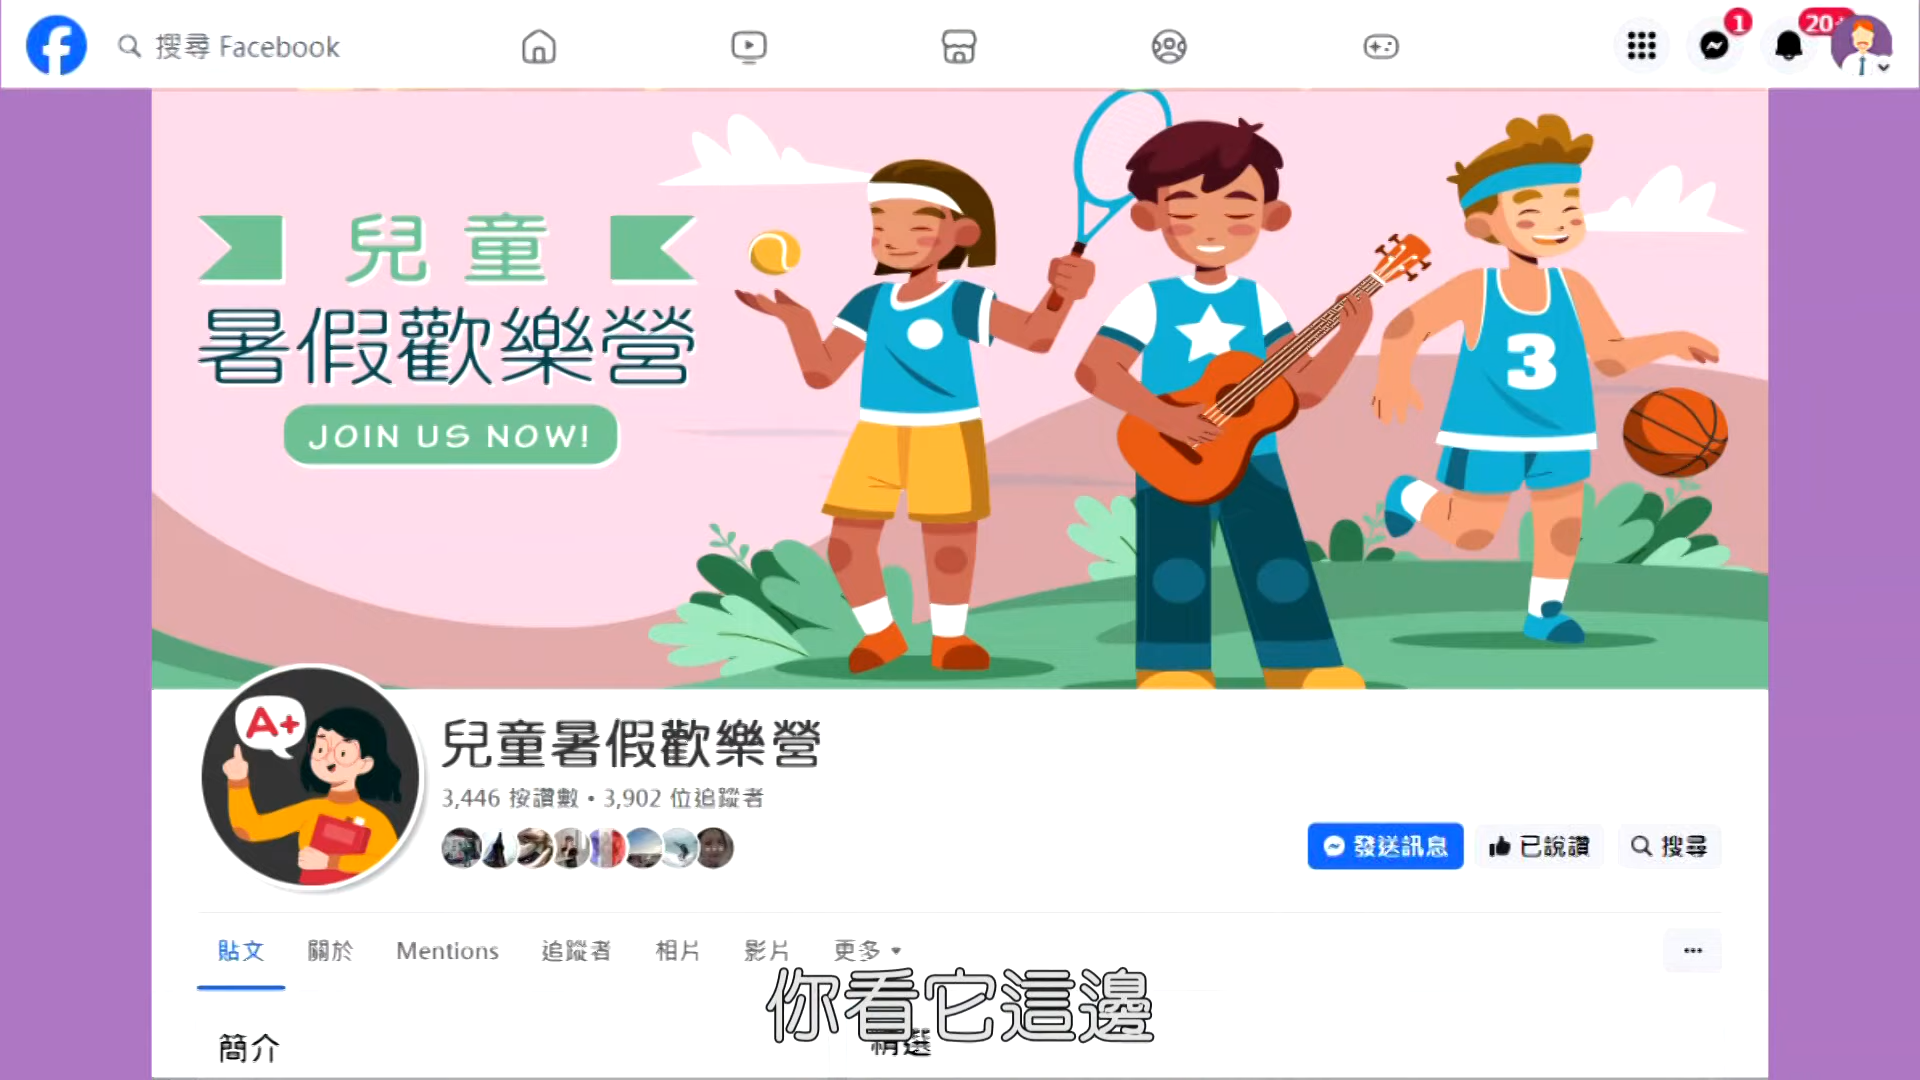 搜尋 Facebook
1
20+
兒童
暑假歡樂營
JOIN US NOW!
3
A+
兒童暑假歡樂營
3,446 按讚數 • 3,902 位追蹤者
發送訊息
已說讚
搜尋
貼文
關於
Mentions
追蹤者
相片
影片
更多
你看它這邊
簡介
精選